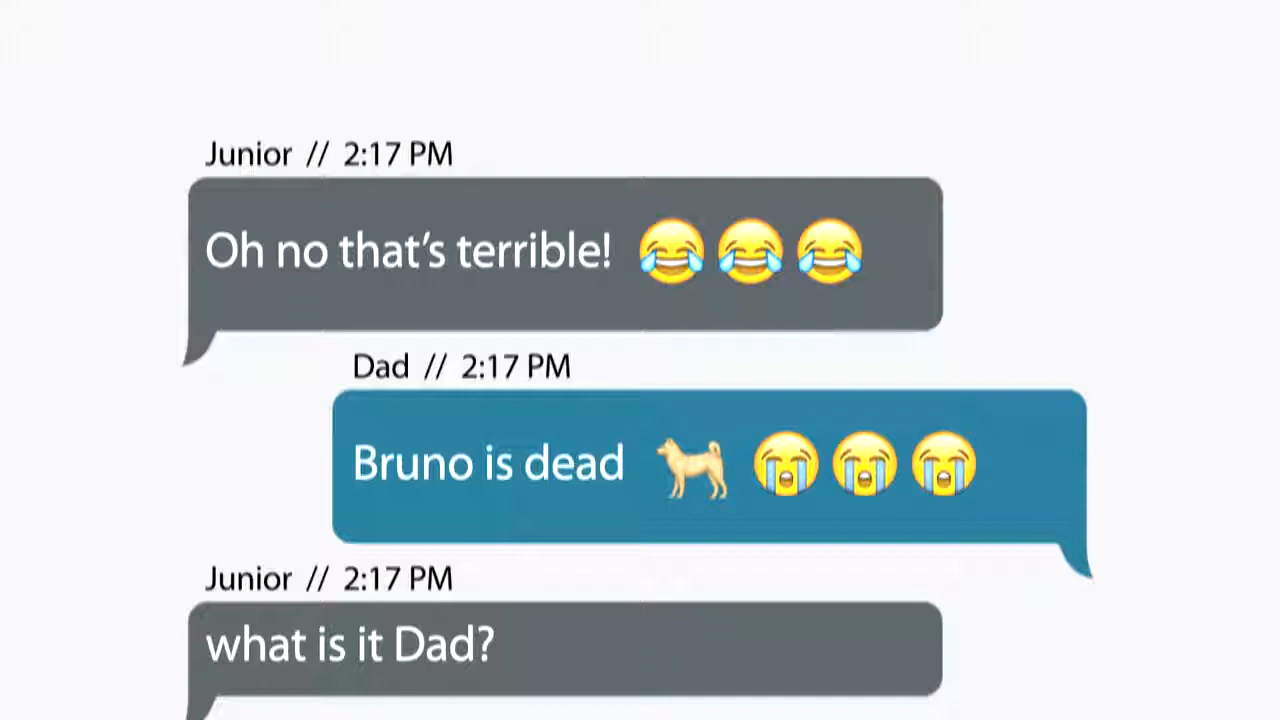 Junior // 2:17 PM
Oh no that’s terrible! 😂 😂 😂
Dad // 2:17 PM
Bruno is dead 🐕 😭 😭 😭
Junior // 2:17 PM
what is it Dad?